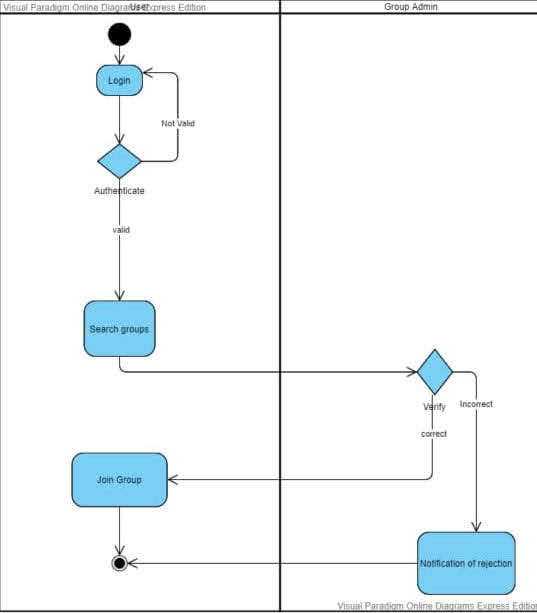 Visual Paradigm Online Diagrams Express Edition
User
Group Admin
Login
Not Valid
Authenticate
valid
Search groups
Verify
Incorrect
correct
Join Group
Notification of rejection
Visual Paradigm Online Diagrams Express Edition